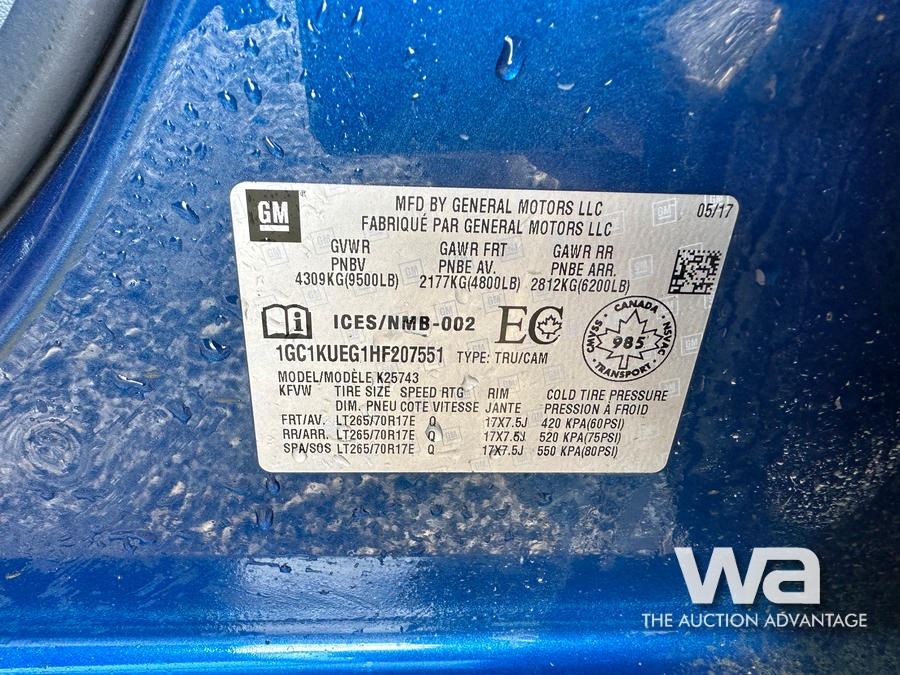 GM
MFD BY GENERAL MOTORS LLC
05/17
FABRIQUÉ PAR GENERAL MOTORS LLC
GVWR GAWR FRT GAWR RR
PNBV PNBE AV. PNBE ARR.
4309KG(9500LB) 2177KG(4800LB) 2812KG(6200LB)
ICES/NMB-002 EC
CANADA
CMVSS 985 NSVAC
TRANSPORT
1GC1KUEG1HF207551 TYPE: TRU/CAM
MODEL/MODÈLE K25743
KFVW TIRE SIZE SPEED RTG RIM COLD TIRE PRESSURE
DIM. PNEU COTE VITESSE JANTE PRESSION À FROID
FRT/AV. LT265/70R17E Q 17X7.5J 420 KPA(60PSI)
RR/ARR. LT265/70R17E Q 17X7.5J 520 KPA(75PSI)
SPA/SOS LT265/70R17E Q 17X7.5J 550 KPA(80PSI)
wa
THE AUCTION ADVANTAGE